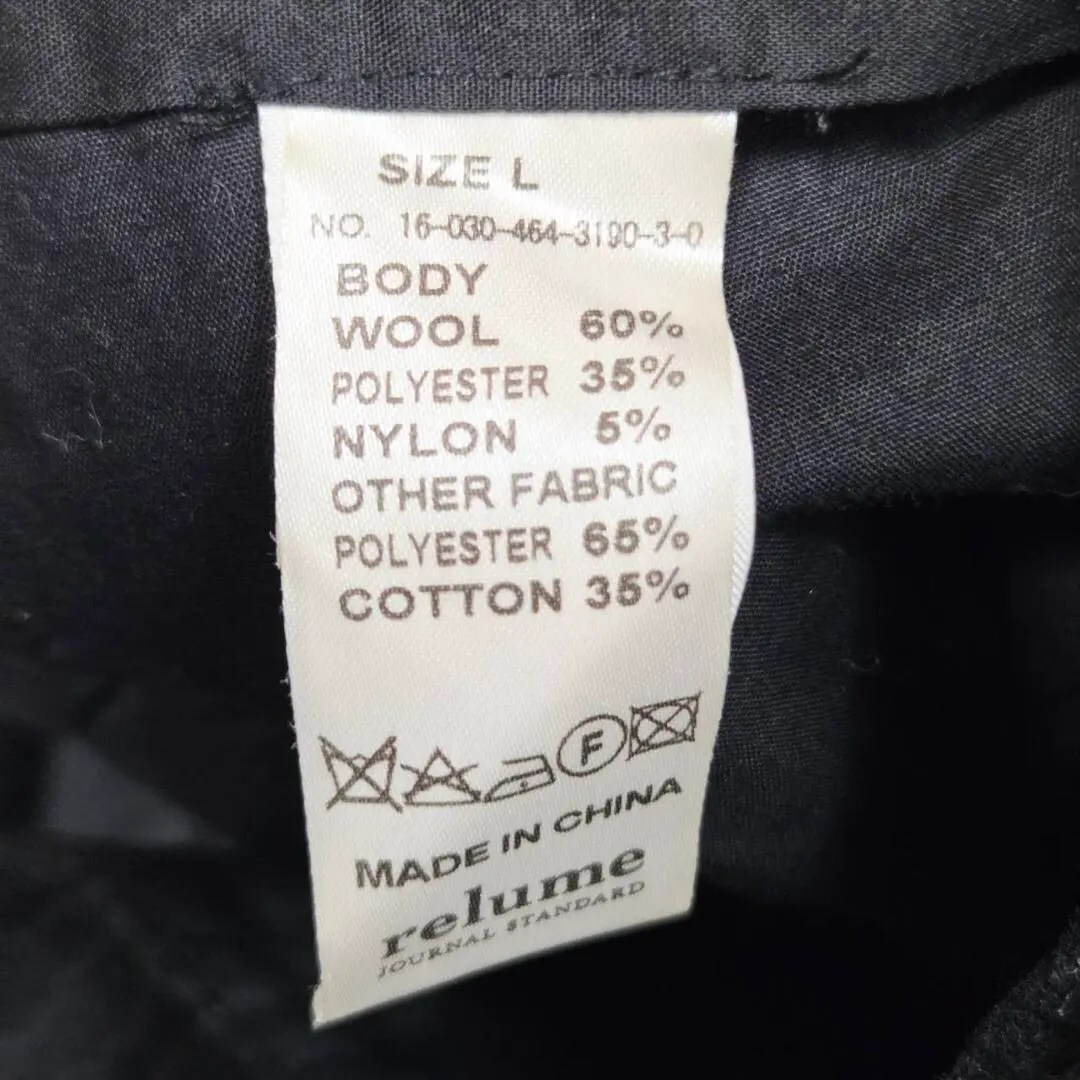 SIZE L
NO. 16-030-464-3190-3-0
BODY
WOOL 60%
POLYESTER 35%
NYLON 5%
OTHER FABRIC
POLYESTER 65%
COTTON 35%
F
MADE IN CHINA
relume
JOURNAL STANDARD